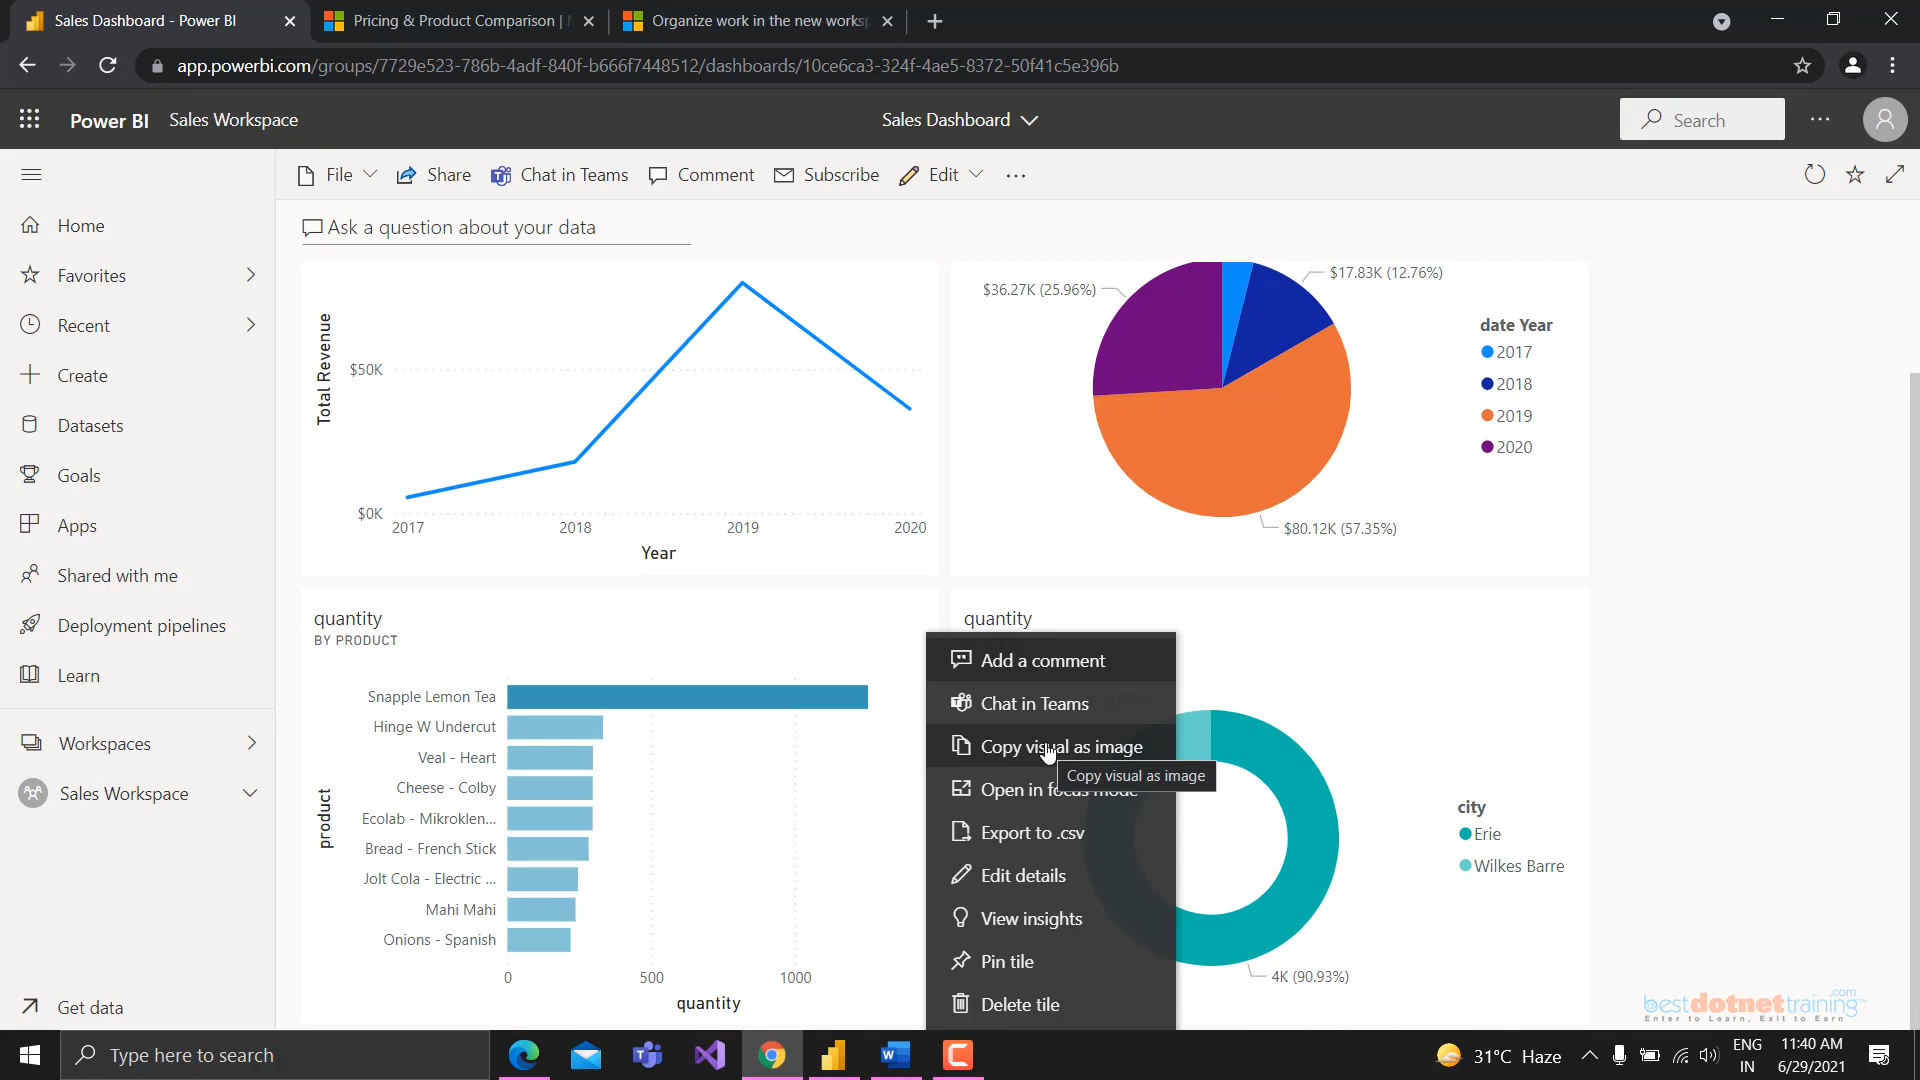 Sales Dashboard - Power BI
Pricing & Product Comparison |
Organize work in the new works
app.powerbi.com/groups/7729e523-786b-4adf-840f-b666f7448512/dashboards/10ce6ca3-324f-4ae5-8372-50f41c5e396b
Power BI Sales Workspace
Sales Dashboard
Search
File
Share
Chat in Teams
Comment
Subscribe
Edit
Home
Favorites
Recent
Create
Datasets
Goals
Apps
Shared with me
Deployment pipelines
Learn
Workspaces
Sales Workspace
Get data
Ask a question about your data
Total Revenue
$50K
$0K
2017 2018 2019 2020
Year
$36.27K (25.96%)
$17.83K (12.76%)
$80.12K (57.35%)
date Year
2017
2018
2019
2020
quantity
BY PRODUCT
product
Snapple Lemon Tea
Hinge W Undercut
Veal - Heart
Cheese - Colby
Ecolab - Mikroklen...
Bread - French Stick
Jolt Cola - Electric ...
Mahi Mahi
Onions - Spanish
0 500 1000
quantity
quantity
Add a comment
Chat in Teams
Copy visual as image
Copy visual as image
Open in focus mode
Export to .csv
Edit details
View insights
Pin tile
Delete tile
city
Erie
Wilkes Barre
4K (90.93%)
bestdotnettraining.com
Enter to Learn, Exit to Earn
Type here to search
31°C Haze
ENG
IN
11:40 AM
6/29/2021